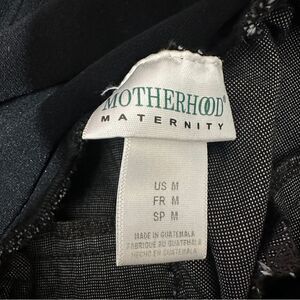 MOTHERHOOD®
MATERNITY
US M
FR M
SP M
MADE IN GUATEMALA
FABRIQUÉ AU GUATEMALA
HECHO EN GUATEMALA